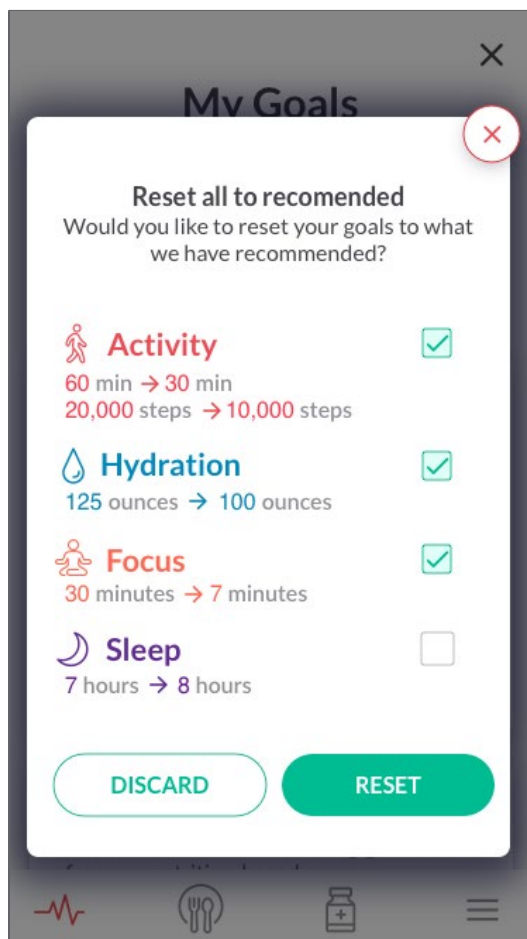 My Goals
Reset all to recomended
Would you like to reset your goals to what
we have recommended?
Activity
60 min → 30 min
20,000 steps → 10,000 steps
Hydration
125 ounces → 100 ounces
Focus
30 minutes → 7 minutes
Sleep
7 hours → 8 hours
DISCARD
RESET